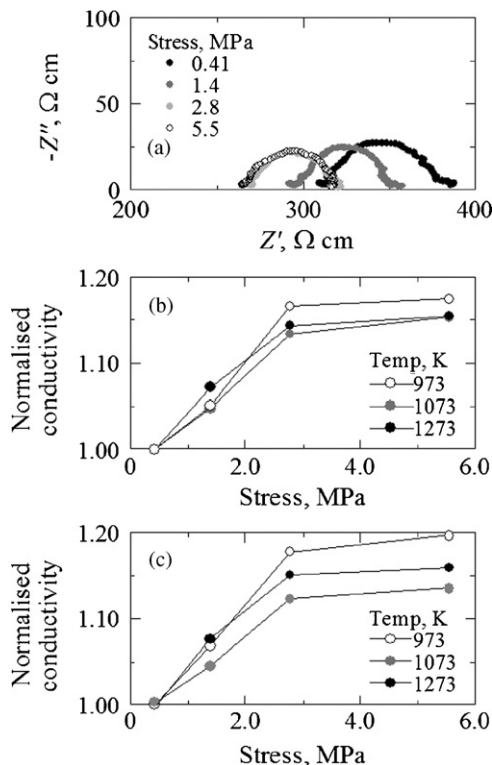 100
50
0
-Z″, Ω cm
Stress, MPa
0.41
1.4
2.8
5.5
(a)
200
300
400
Z′, Ω cm
1.20
1.10
1.00
Normalised
conductivity
(b)
Temp, K
973
1073
1273
0
2.0
4.0
6.0
Stress, MPa
1.20
1.10
1.00
Normalised
conductivity
(c)
Temp, K
973
1073
1273
0
2.0
4.0
6.0
Stress, MPa